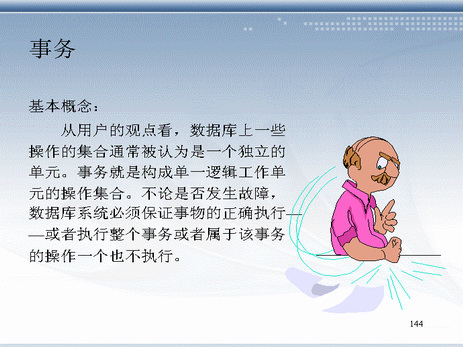 事务
基本概念：
从用户的观点看，数据库上一些
操作的集合通常被认为是一个独立的
单元。事务就是构成单一逻辑工作单
元的操作集合。不论是否发生故障，
数据库系统必须保证事物的正确执行—
—或者执行整个事务或者属于该事务
的操作一个也不执行。
144